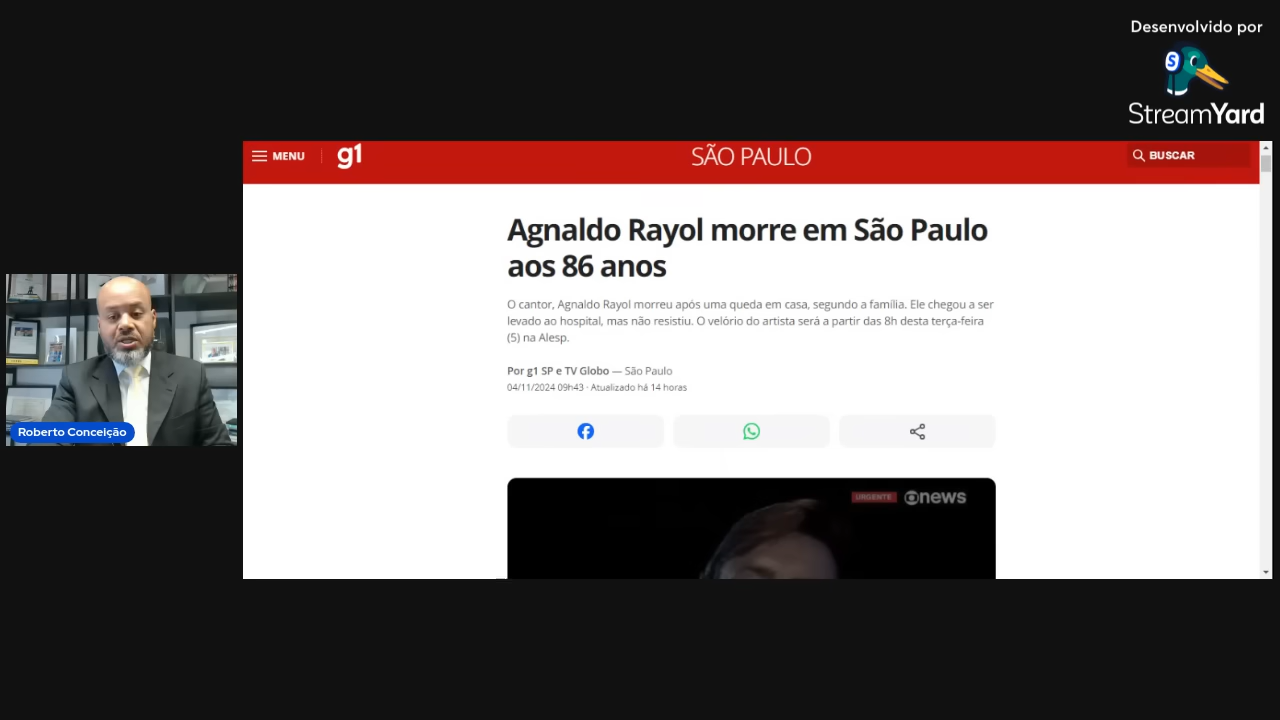 Desenvolvido por
StreamYard
MENU
g1
SÃO PAULO
BUSCAR
Agnaldo Rayol morre em São Paulo
aos 86 anos
O cantor, Agnaldo Rayol morreu após uma queda em casa, segundo a família. Ele chegou a ser
levado ao hospital, mas não resistiu. O velório do artista será a partir das 8h desta terça-feira
(5) na Alesp.
Por g1 SP e TV Globo — São Paulo
04/11/2024 09h43 · Atualizado há 14 horas
URGENTE
news
Roberto Conceição